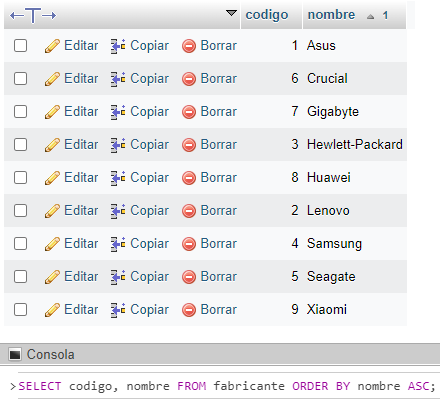 codigo nombre 1
Editar Copiar Borrar 1 Asus
Editar Copiar Borrar 6 Crucial
Editar Copiar Borrar 7 Gigabyte
Editar Copiar Borrar 3 Hewlett-Packard
Editar Copiar Borrar 8 Huawei
Editar Copiar Borrar 2 Lenovo
Editar Copiar Borrar 4 Samsung
Editar Copiar Borrar 5 Seagate
Editar Copiar Borrar 9 Xiaomi
Consola
>SELECT codigo, nombre FROM fabricante ORDER BY nombre ASC;